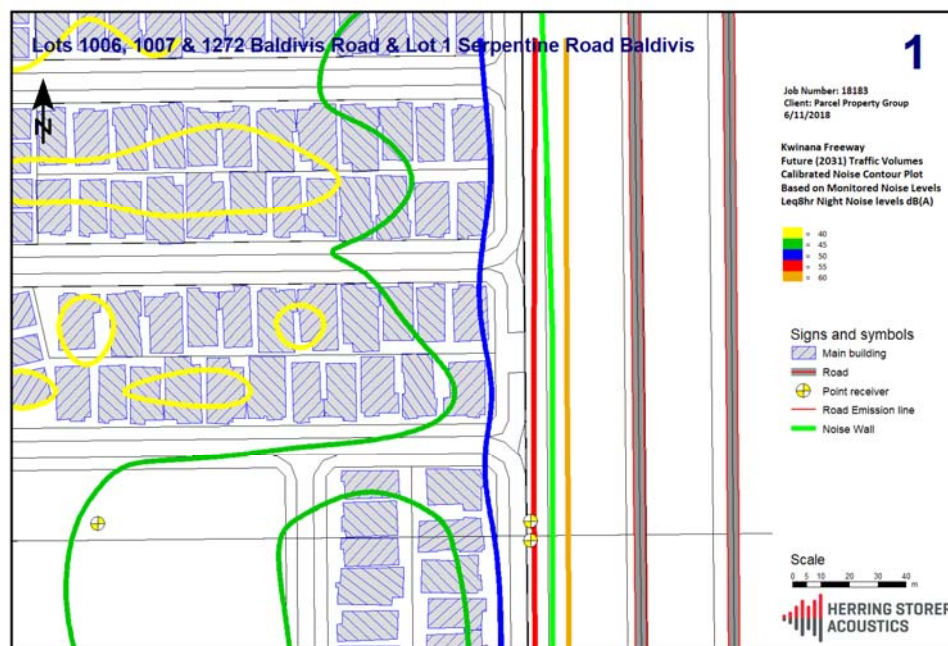 Lots 1006, 1007 & 1272 Baldivis Road & Lot 1 Serpentine Road Baldivis
1
N
Job Number: 18183
Client: Parcel Property Group
6/11/2018
Kwinana Freeway
Future (2031) Traffic Volumes
Calibrated Noise Contour Plot
Based on Monitored Noise Levels
Leq8hr Night Noise levels dB(A)
= 40
= 45
= 50
= 55
= 60
Signs and symbols
Main building
Road
Point receiver
Road Emission line
Noise Wall
Scale
0 5 10 20 30 40
m
HERRING STORER
ACOUSTICS